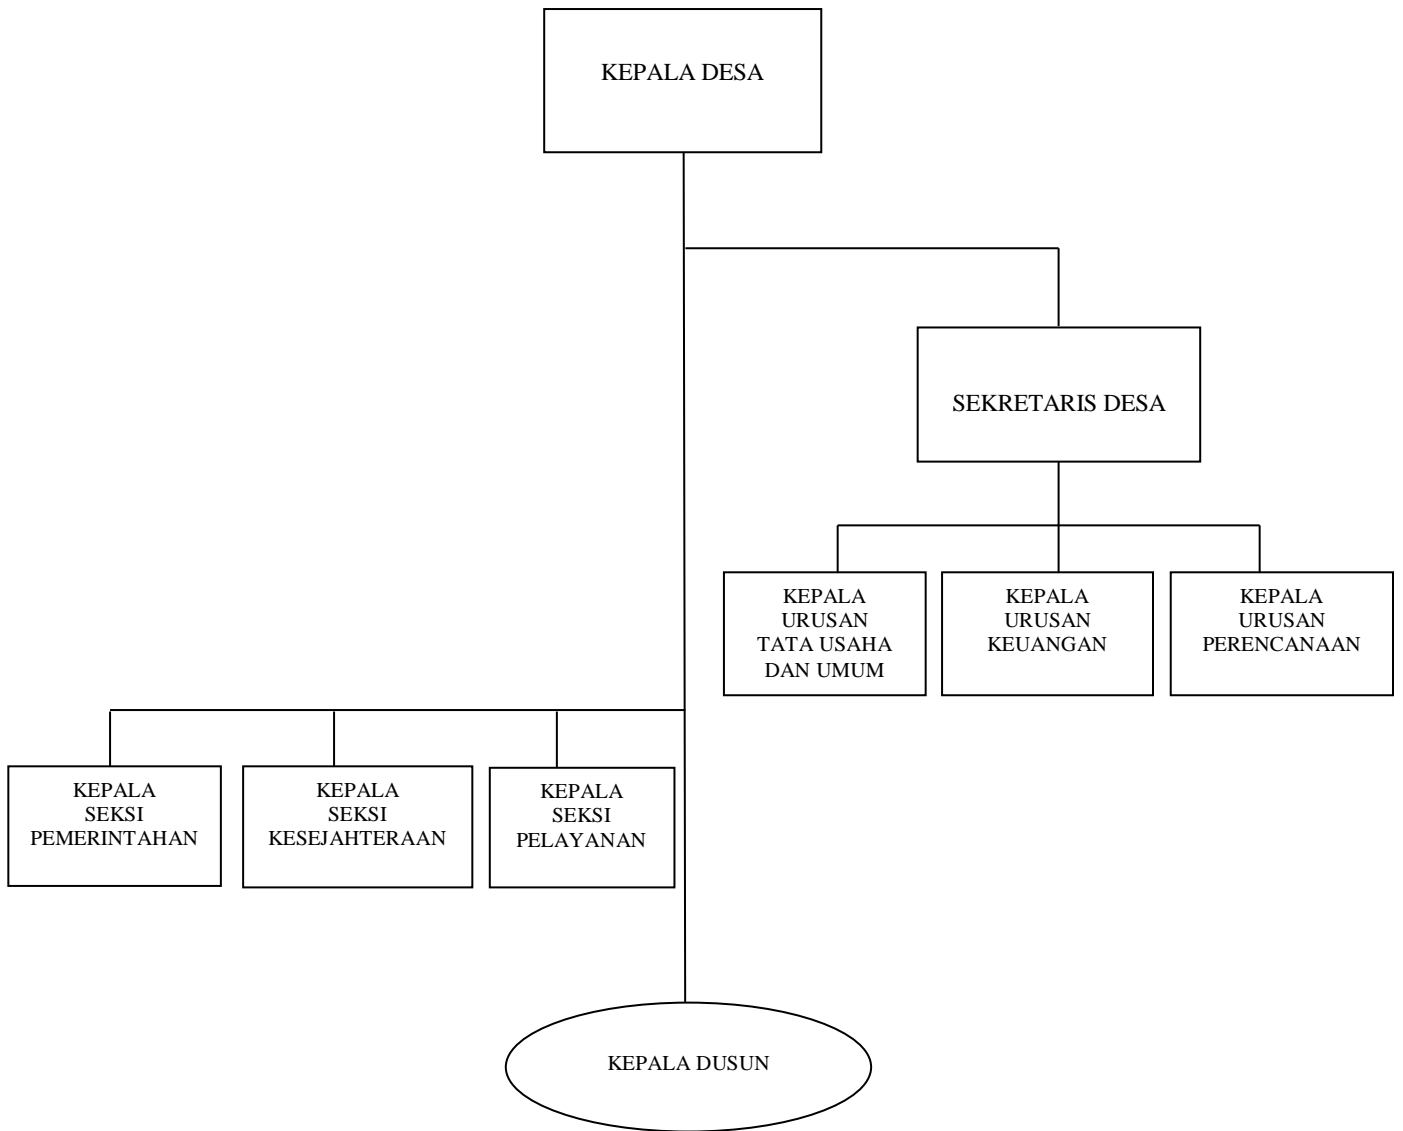 KEPALA DESA
SEKRETARIS DESA
KEPALA
URUSAN
TATA USAHA
DAN UMUM
KEPALA
URUSAN
KEUANGAN
KEPALA
URUSAN
PERENCANAAN
KEPALA
SEKSI
PEMERINTAHAN
KEPALA
SEKSI
KESEJAHTERAAN
KEPALA
SEKSI
PELAYANAN
KEPALA DUSUN